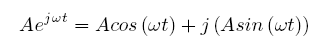 Ae^{jωt} = Acos (ωt) + j (Asin (ωt))